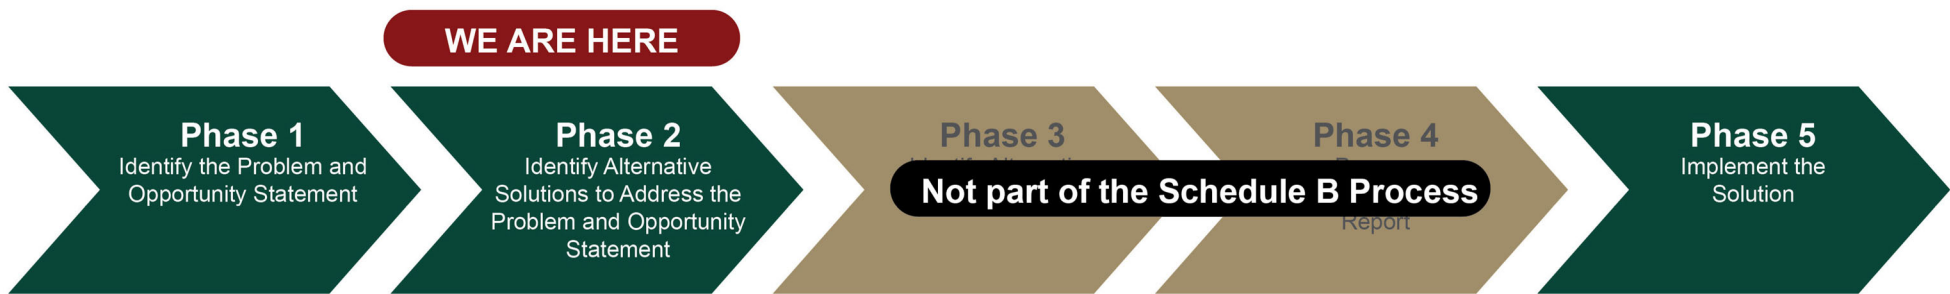 WE ARE HERE
Phase 1
Identify the Problem and
Opportunity Statement
Phase 2
Identify Alternative
Solutions to Address the
Problem and Opportunity
Statement
Phase 3
Phase 4
Not part of the Schedule B Process
Report
Phase 5
Implement the
Solution